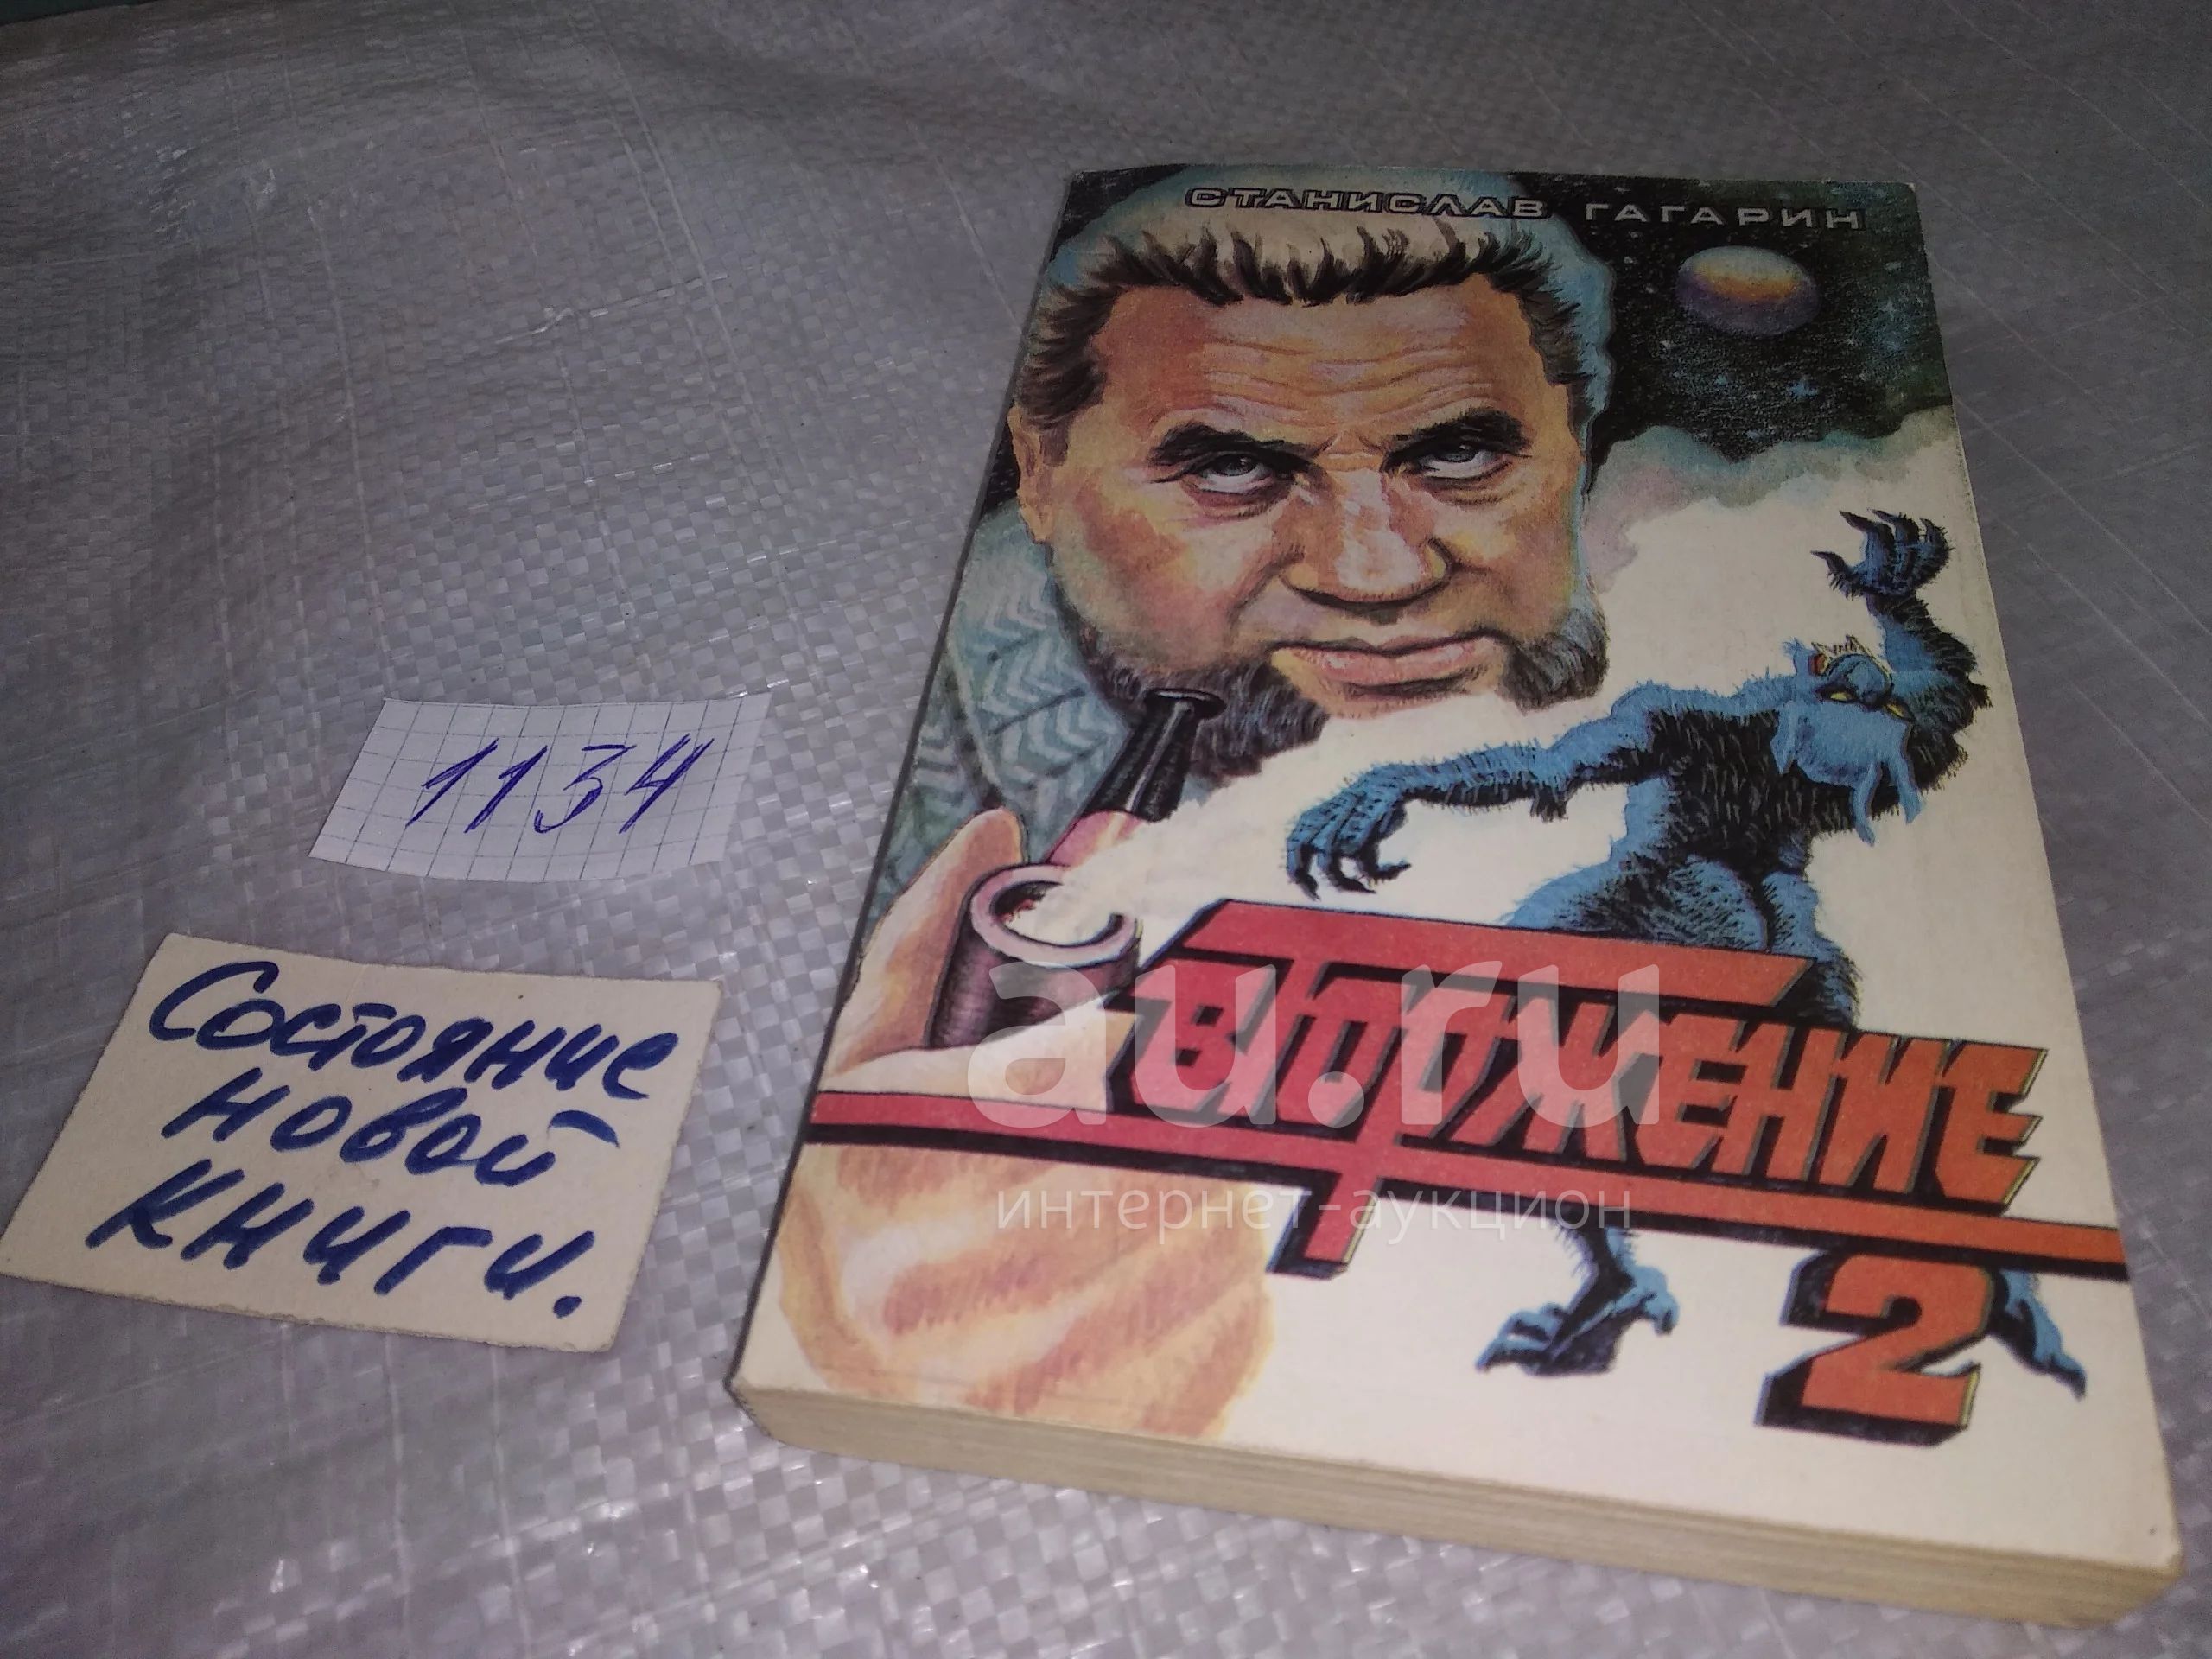 СТАНИСЛАВ ГАГАРИН
1134
Состояние
новой
книги.
ВТОРЖЕНИЕ
2
au.ru
интернет-аукцион